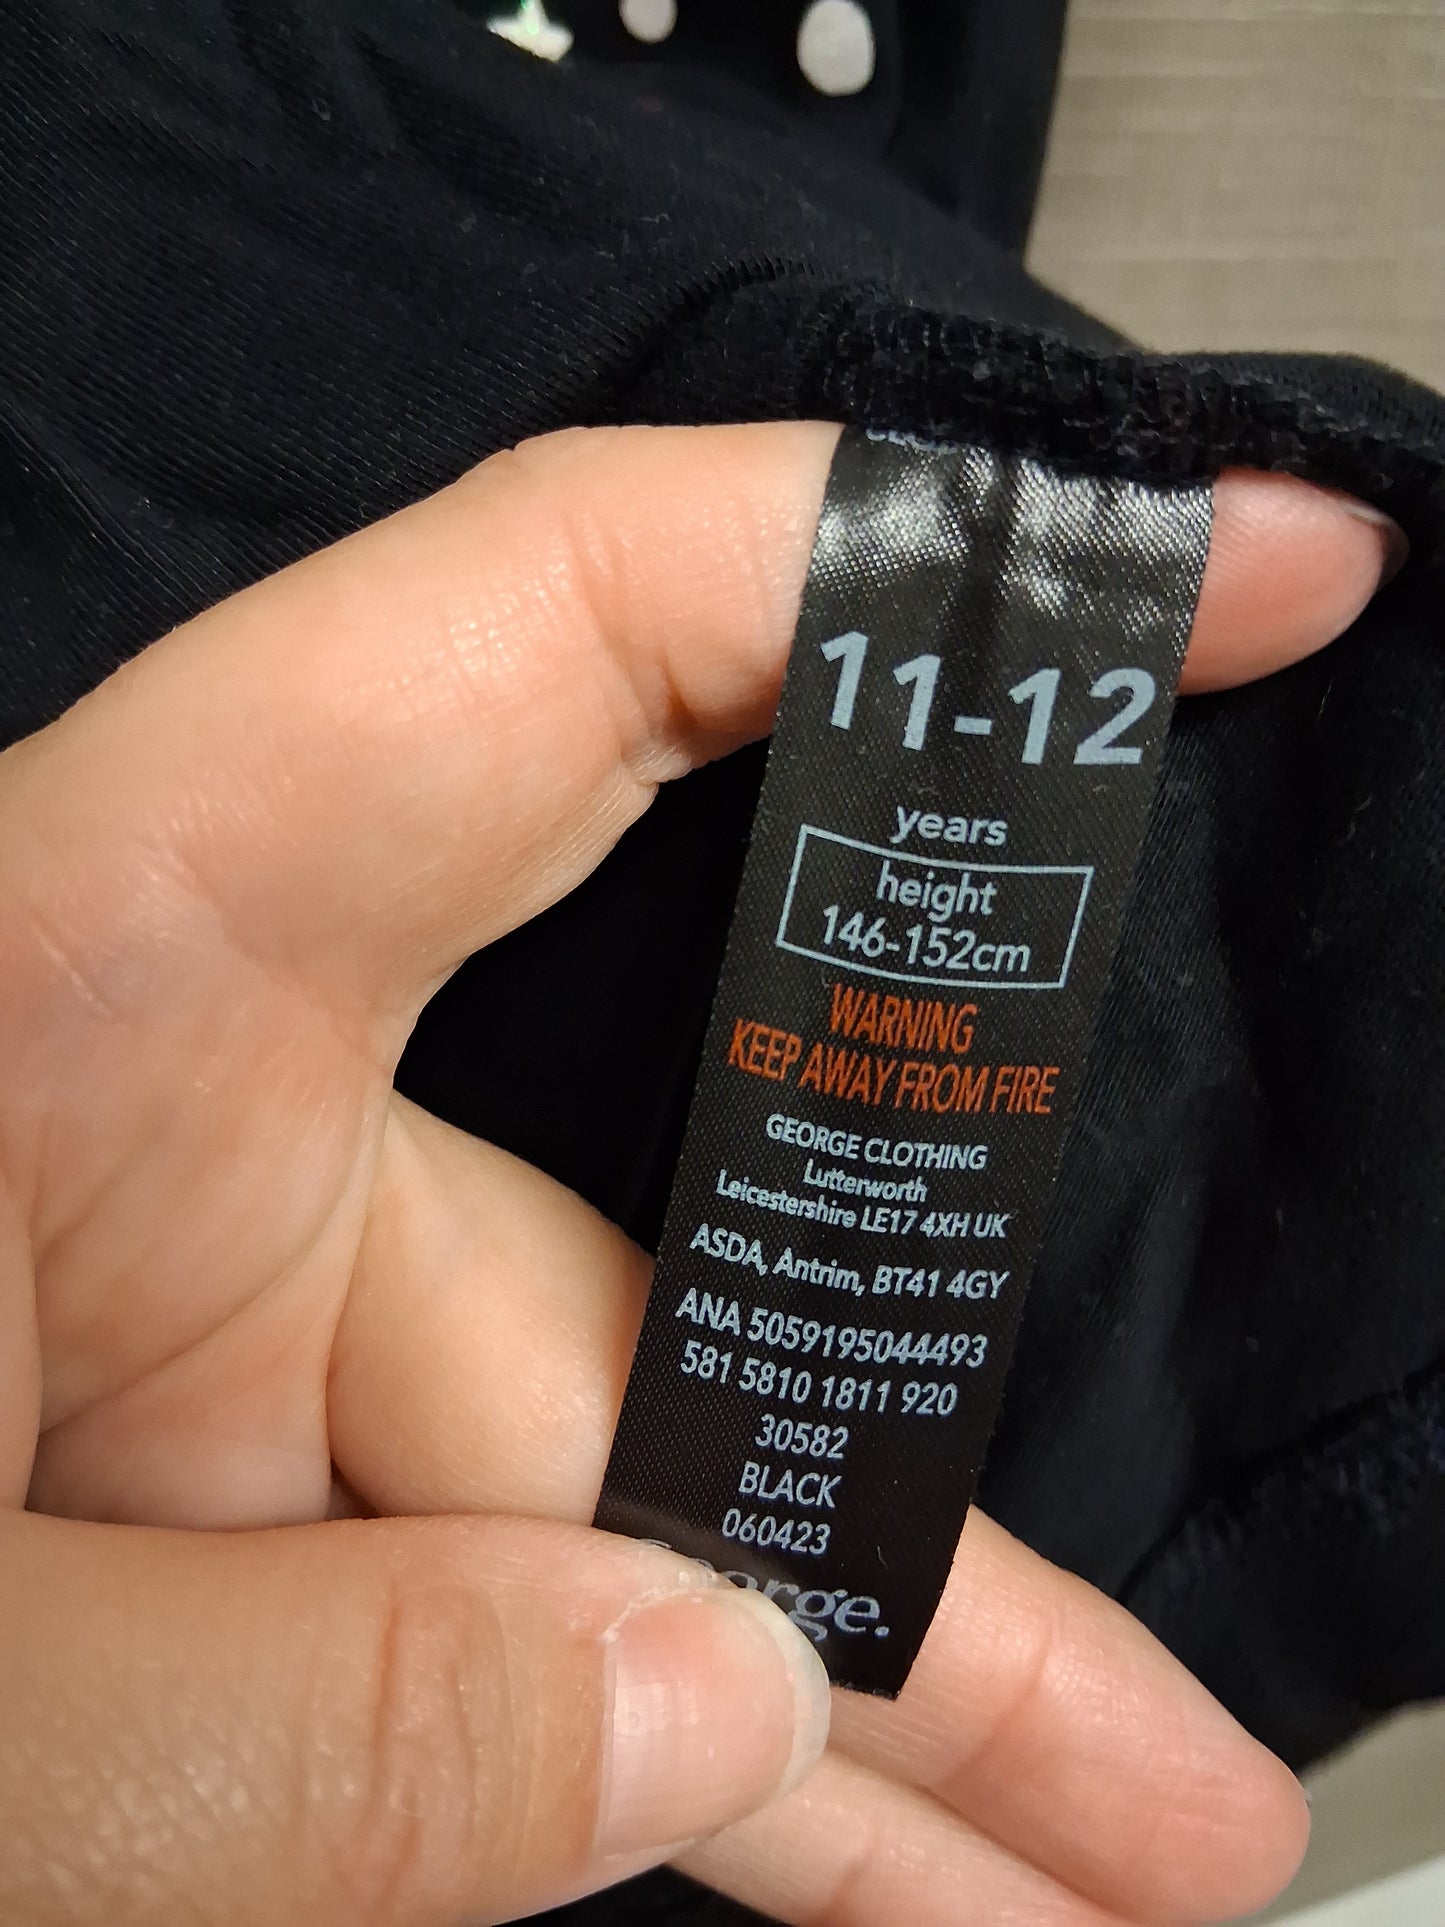 11-12
years
height
146-152cm
WARNING
KEEP AWAY FROM FIRE
GEORGE CLOTHING
Lutterworth
Leicestershire LE17 4XH UK
ASDA, Antrim, BT41 4GY
ANA 5059195044493
581 5810 1811 920
30582
BLACK
060423
George.